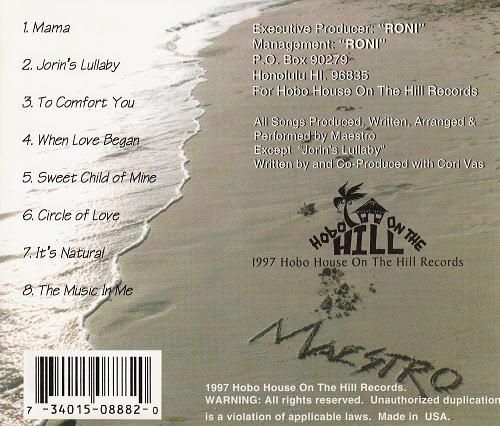 1. Mama
2. Jorin's Lullaby
3. To Comfort You
4. When Love Began
5. Sweet Child of Mine
6. Circle of Love
7. It's Natural
8. The Music In Me
Executive Producer: "RONI"
Management: "RONI"
P.O. Box 90279
Honolulu HI. 96835
For Hobo House On The Hill Records
All Songs Produced, Written, Arranged &
Performed by Maestro
Except "Jorin's Lullaby"
Written by and Co-Produced with Cori Vas
HOBO ON THE
HILL
1997 Hobo House On The Hill Records
MAESTRO
7 34015-08882-0
1997 Hobo House On The Hill Records.
WARNING: All rights reserved. Unauthorized duplication
is a violation of applicable laws. Made in USA.